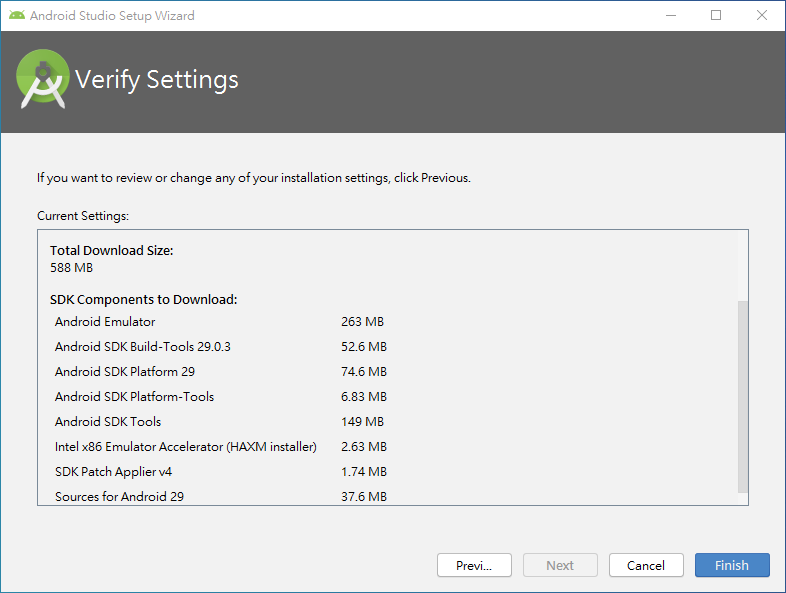 Android Studio Setup Wizard
Verify Settings
If you want to review or change any of your installation settings, click Previous.
Current Settings:
Total Download Size:
588 MB
SDK Components to Download:
Android Emulator 263 MB
Android SDK Build-Tools 29.0.3 52.6 MB
Android SDK Platform 29 74.6 MB
Android SDK Platform-Tools 6.83 MB
Android SDK Tools 149 MB
Intel x86 Emulator Accelerator (HAXM installer) 2.63 MB
SDK Patch Applier v4 1.74 MB
Sources for Android 29 37.6 MB
Previ... Next Cancel Finish